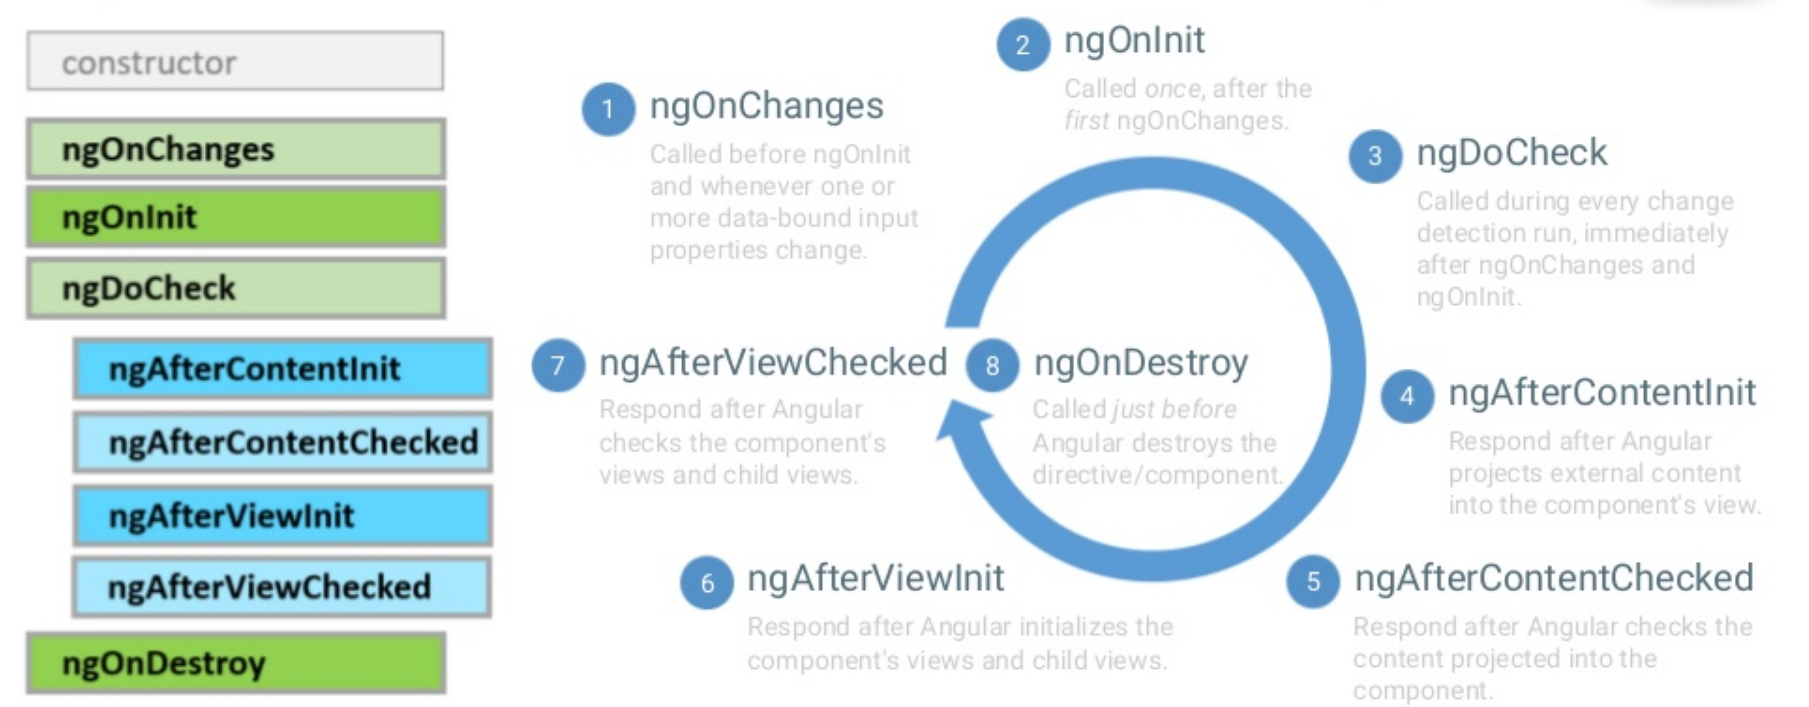 constructor
ngOnChanges
ngOnInit
ngDoCheck
ngAfterContentInit
ngAfterContentChecked
ngAfterViewInit
ngAfterViewChecked
ngOnDestroy
1 ngOnChanges
Called before ngOnInit
and whenever one or
more data-bound input
properties change.
2 ngOnInit
Called once, after the
first ngOnChanges.
3 ngDoCheck
Called during every change
detection run, immediately
after ngOnChanges and
ngOnInit.
4 ngAfterContentInit
Respond after Angular
projects external content
into the component's view.
5 ngAfterContentChecked
Respond after Angular checks the
content projected into the
component.
6 ngAfterViewInit
Respond after Angular initializes the
component's views and child views.
7 ngAfterViewChecked
Respond after Angular
checks the component's
views and child views.
8 ngOnDestroy
Called just before
Angular destroys the
directive/component.